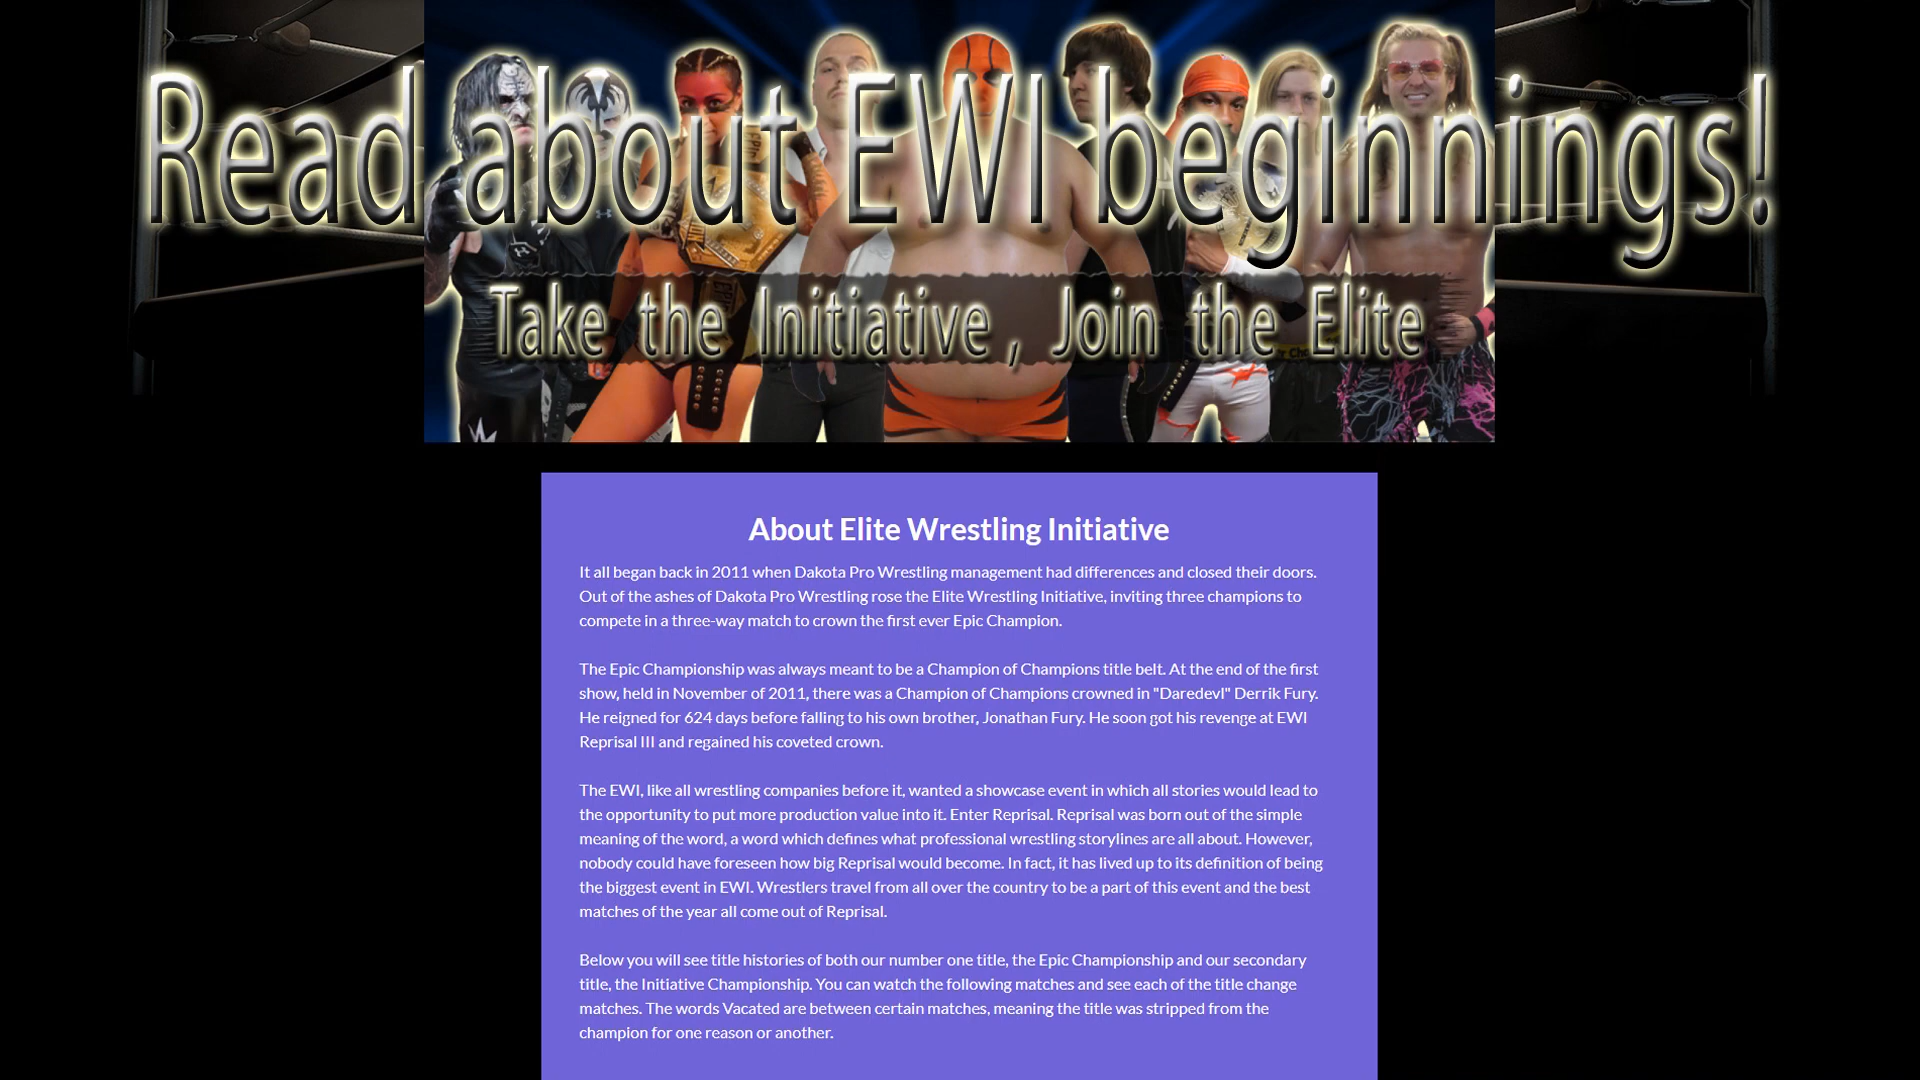 Read about EWI beginnings!
Take the Initiative, Join the Elite
About Elite Wrestling Initiative
It all began back in 2011 when Dakota Pro Wrestling management had differences and closed their doors.
Out of the ashes of Dakota Pro Wrestling rose the Elite Wrestling Initiative, inviting three champions to
compete in a three-way match to crown the first ever Epic Champion.
The Epic Championship was always meant to be a Champion of Champions title belt. At the end of the first
show, held in November of 2011, there was a Champion of Champions crowned in "Daredevl" Derrik Fury.
He reigned for 624 days before falling to his own brother, Jonathan Fury. He soon got his revenge at EWI
Reprisal III and regained his coveted crown.
The EWI, like all wrestling companies before it, wanted a showcase event in which all stories would lead to
the opportunity to put more production value into it. Enter Reprisal. Reprisal was born out of the simple
meaning of the word, a word which defines what professional wrestling storylines are all about. However,
nobody could have foreseen how big Reprisal would become. In fact, it has lived up to its definition of being
the biggest event in EWI. Wrestlers travel from all over the country to be a part of this event and the best
matches of the year all come out of Reprisal.
Below you will see title histories of both our number one title, the Epic Championship and our secondary
title, the Initiative Championship. You can watch the following matches and see each of the title change
matches. The words Vacated are between certain matches, meaning the title was stripped from the
champion for one reason or another.